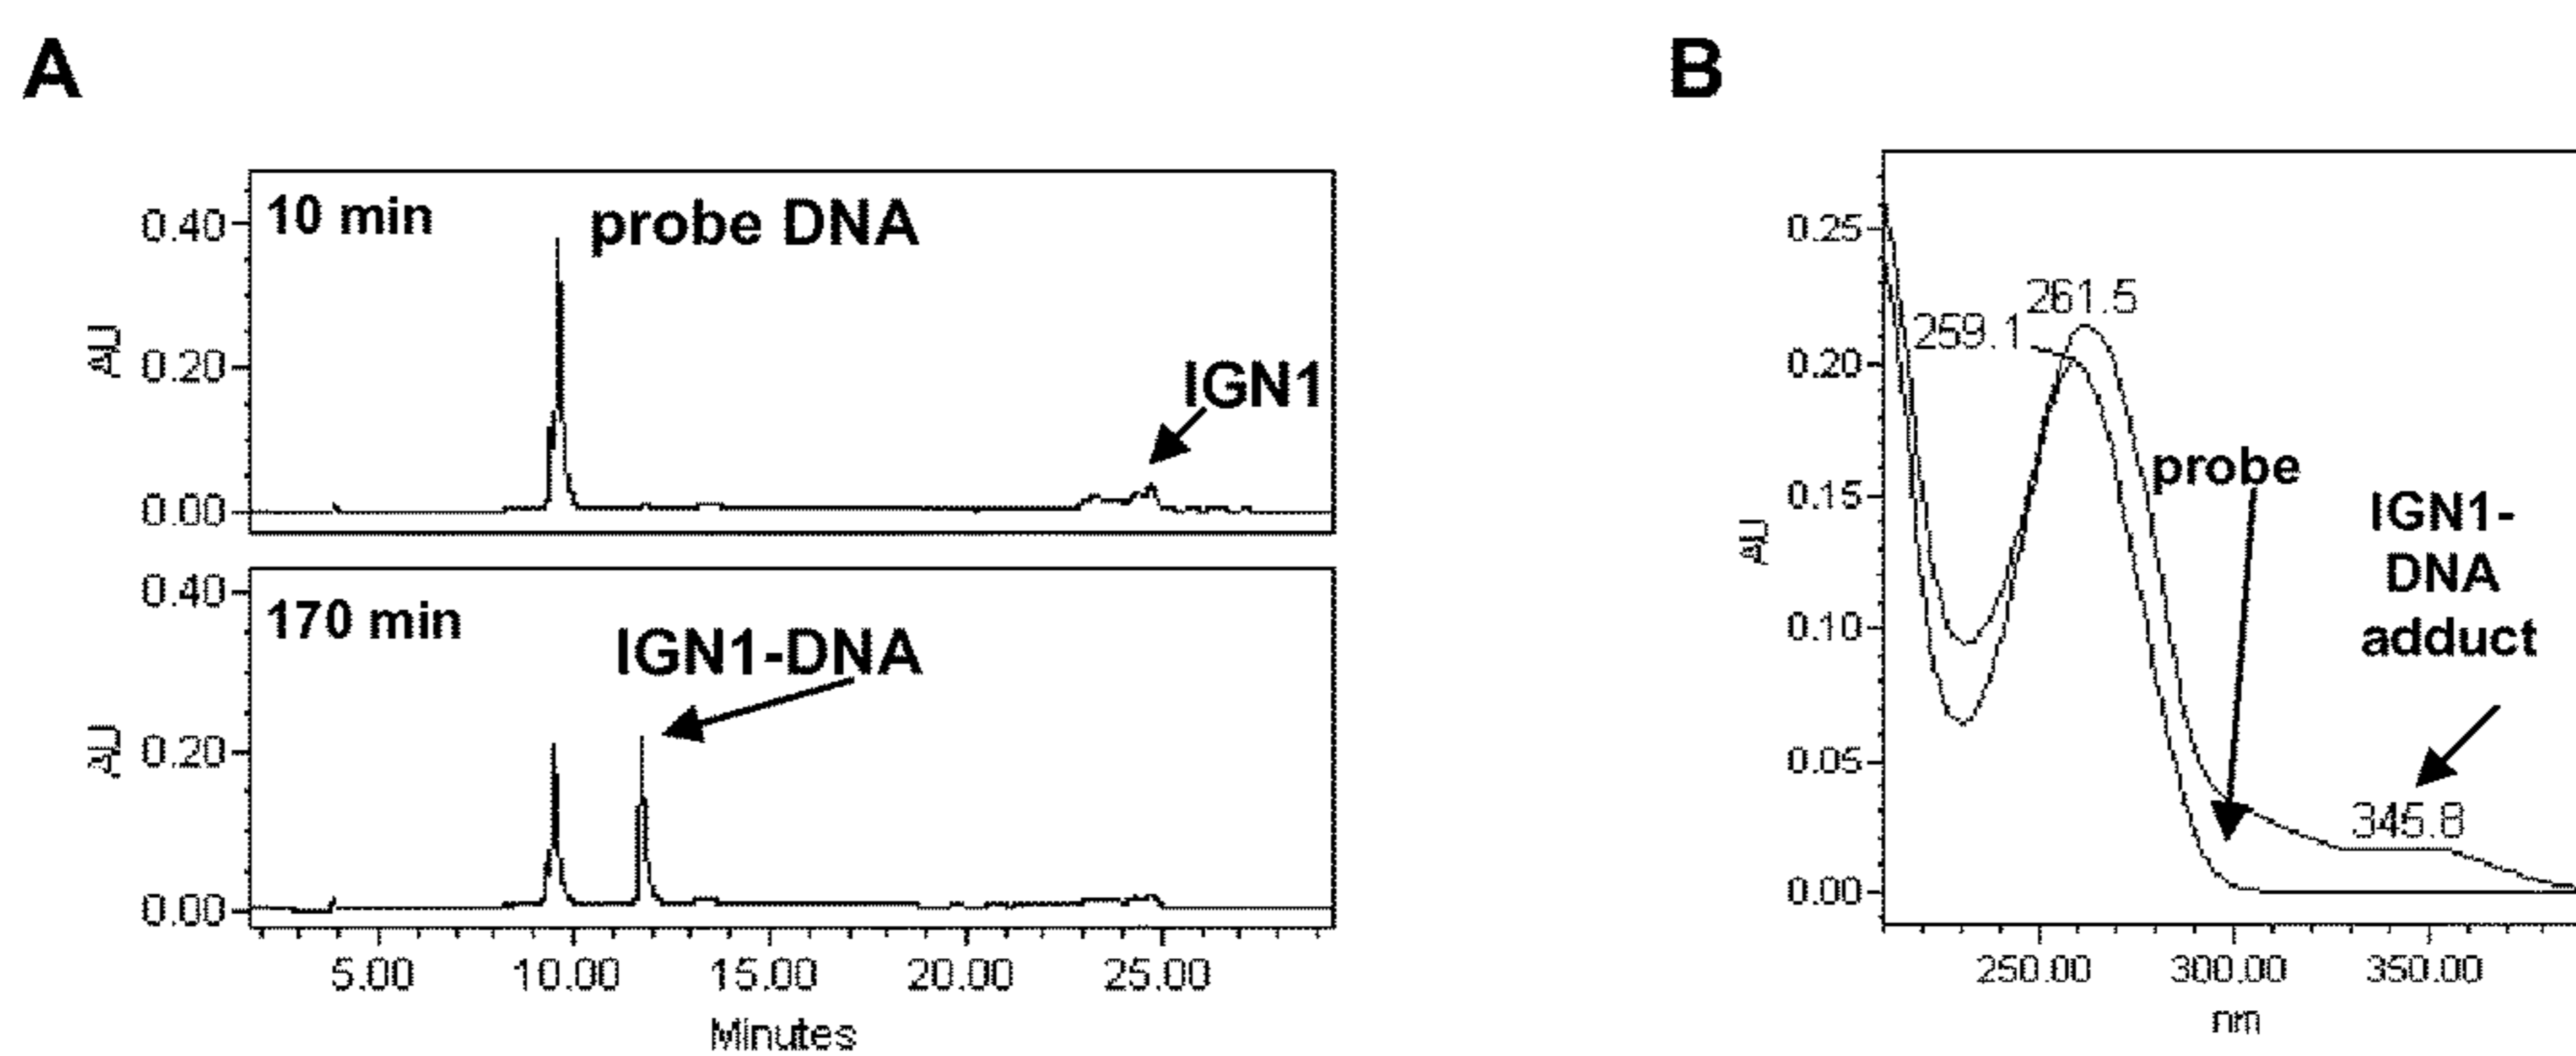 A
10 min
probe DNA
IGN1
AU
0.40
0.20
0.00
170 min
IGN1-DNA
AU
0.40
0.20
0.00
5.00 10.00 15.00 20.00 25.00
Minutes
B
261.5
259.1
probe
IGN1-
DNA
adduct
345.8
AU
0.25
0.20
0.15
0.10
0.05
0.00
250.00 300.00 350.00
nm